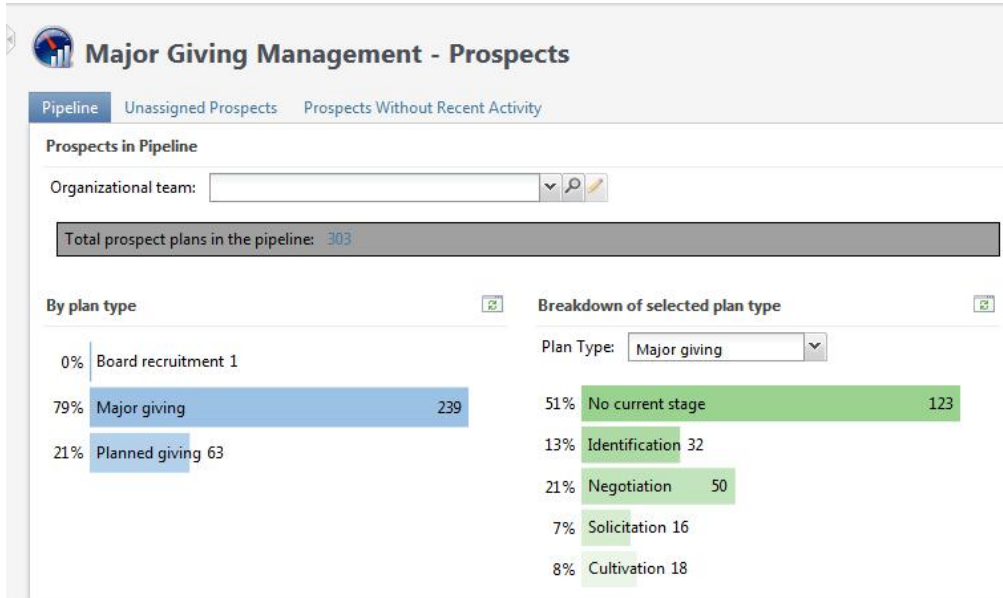 Major Giving Management - Prospects
Pipeline Unassigned Prospects Prospects Without Recent Activity
Prospects in Pipeline
Organizational team:
Total prospect plans in the pipeline: 303
By plan type
0% Board recruitment 1
79% Major giving 239
21% Planned giving 63
Breakdown of selected plan type
Plan Type: Major giving
51% No current stage 123
13% Identification 32
21% Negotiation 50
7% Solicitation 16
8% Cultivation 18